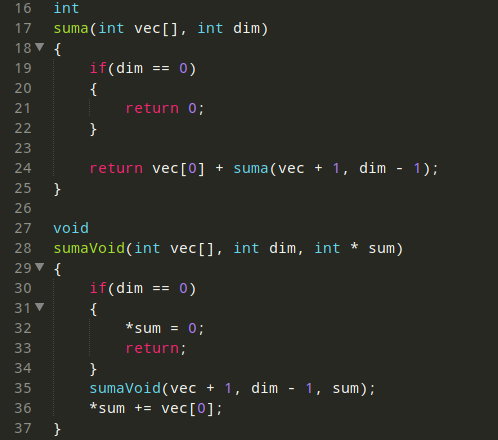 16 int
17 suma(int vec[], int dim)
18 {
19     if(dim == 0)
20     {
21         return 0;
22     }
23
24     return vec[0] + suma(vec + 1, dim - 1);
25 }
26
27 void
28 sumaVoid(int vec[], int dim, int * sum)
29 {
30     if(dim == 0)
31     {
32         *sum = 0;
33         return;
34     }
35     sumaVoid(vec + 1, dim - 1, sum);
36     *sum += vec[0];
37 }